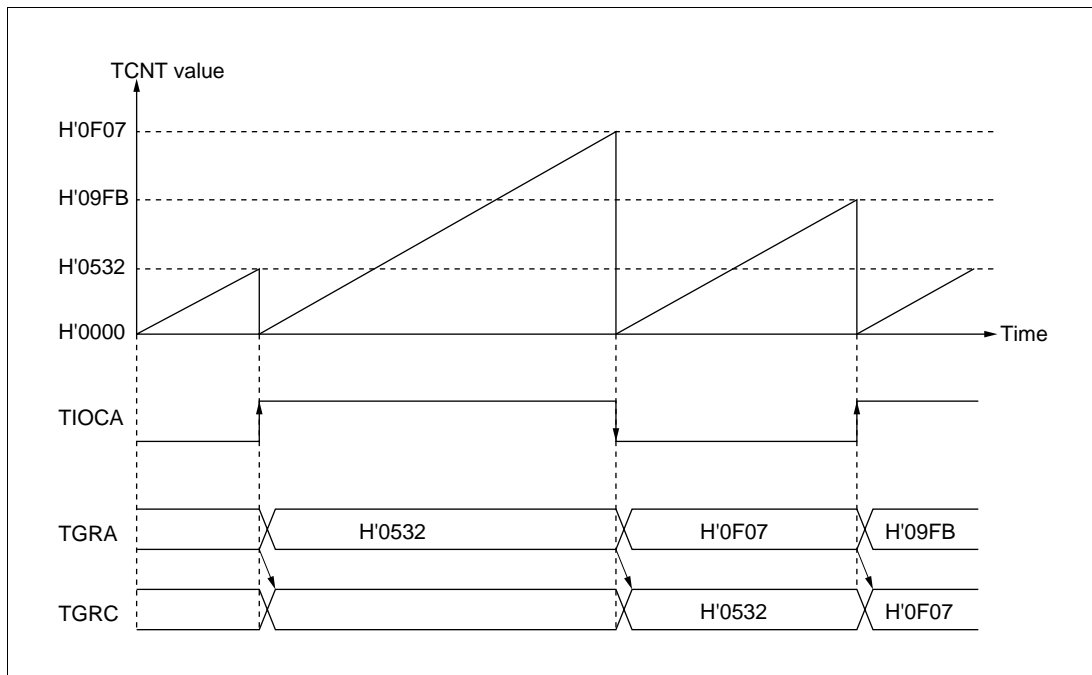 TCNT value
H'0F07
H'09FB
H'0532
H'0000
Time
TIOCA
TGRA
H'0532
H'0F07
H'09FB
TGRC
H'0532
H'0F07